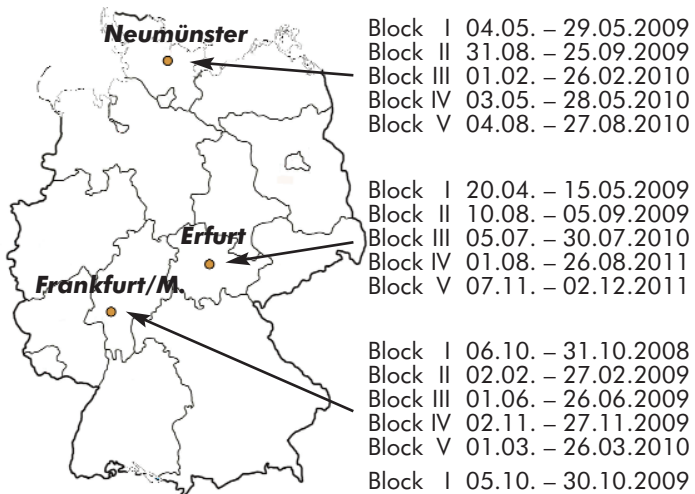 Neumünster
Block I 04.05. – 29.05.2009
Block II 31.08. – 25.09.2009
Block III 01.02. – 26.02.2010
Block IV 03.05. – 28.05.2010
Block V 04.08. – 27.08.2010
Erfurt
Block I 20.04. – 15.05.2009
Block II 10.08. – 05.09.2009
Block III 05.07. – 30.07.2010
Block IV 01.08. – 26.08.2011
Block V 07.11. – 02.12.2011
Frankfurt/M.
Block I 06.10. – 31.10.2008
Block II 02.02. – 27.02.2009
Block III 01.06. – 26.06.2009
Block IV 02.11. – 27.11.2009
Block V 01.03. – 26.03.2010
Block I 05.10. – 30.10.2009